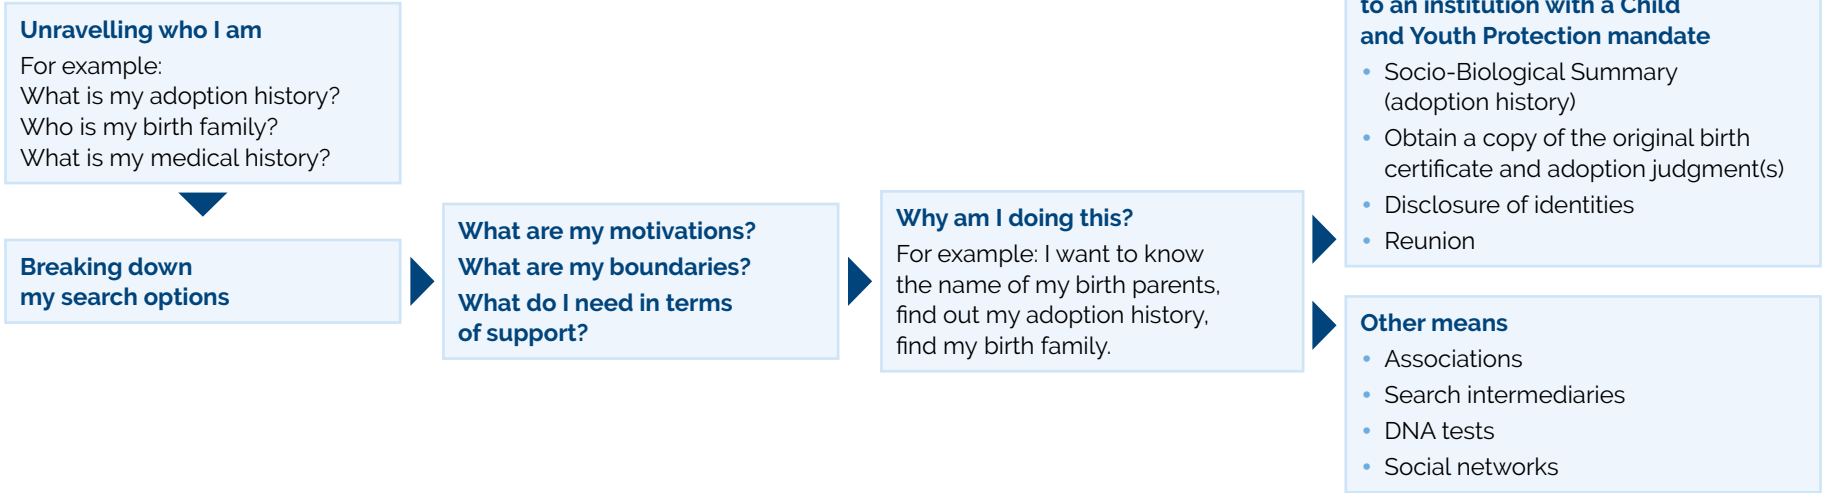 Unravelling who I am
For example:
What is my adoption history?
Who is my birth family?
What is my medical history?
Breaking down
my search options
What are my motivations?
What are my boundaries?
What do I need in terms
of support?
Why am I doing this?
For example: I want to know
the name of my birth parents,
find out my adoption history,
find my birth family.
to an institution with a Child
and Youth Protection mandate
• Socio-Biological Summary
(adoption history)
• Obtain a copy of the original birth
certificate and adoption judgment(s)
• Disclosure of identities
• Reunion
Other means
• Associations
• Search intermediaries
• DNA tests
• Social networks